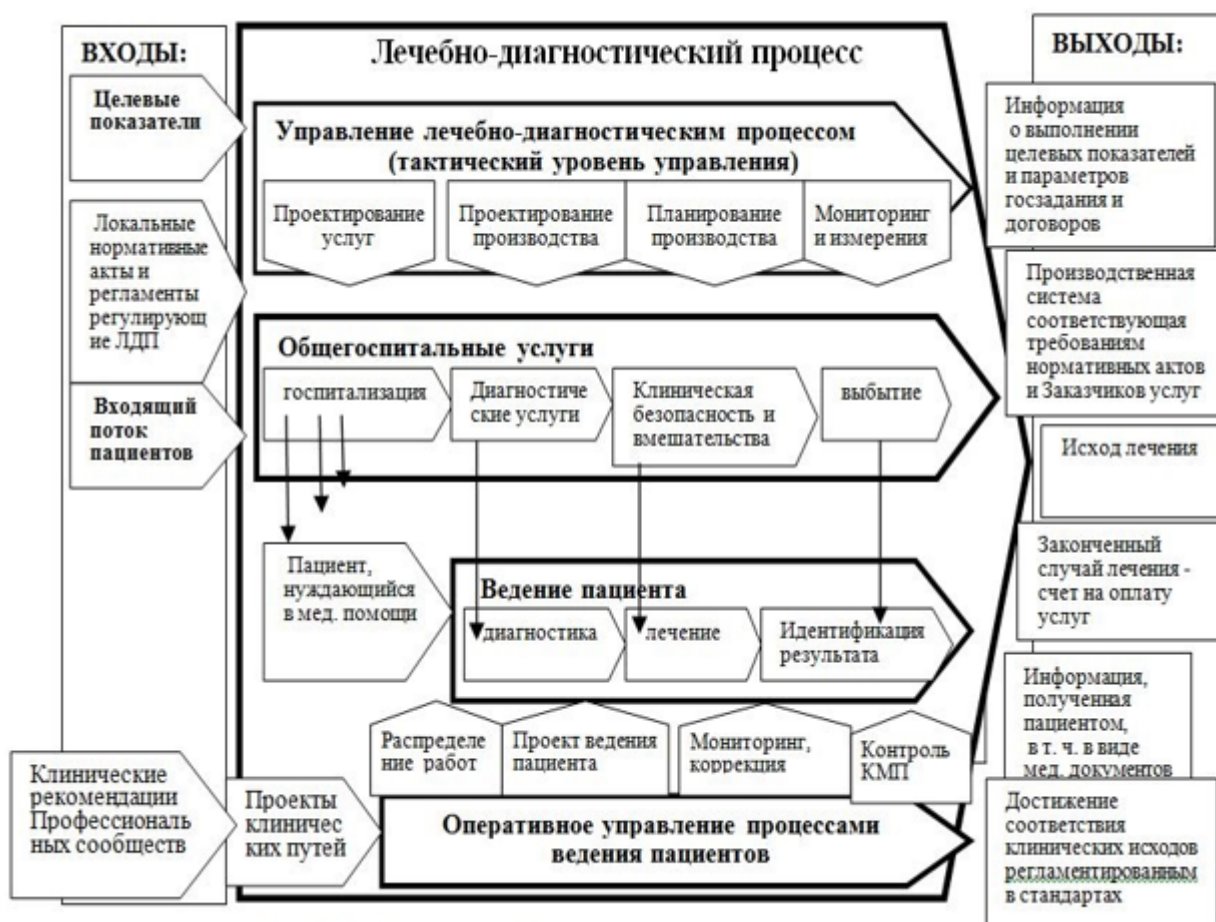 ВХОДЫ:
Целевые
показатели
Локальные
нормативные
акты и
регламенты
регулирующ
ие ЛДП
Входящий
поток
пациентов
Клинические
рекомендации
Профессиональ
ных сообществ
Лечебно-диагностический процесс
Управление лечебно-диагностическим процессом
(тактический уровень управления)
Проектирование
услуг
Проектирование
производства
Планирование
производства
Мониторинг
и измерения
Общегоспитальные услуги
госпитализация
Диагностиче
ские услуги
Клиническая
безопасность и
вмешательства
выбытие
Пациент,
нуждающийся
в мед. помощи
Ведение пациента
диагностика
лечение
Идентификация
результата
Распределе
ние работ
Проект ведения
пациента
Мониторинг,
коррекция
Контроль
КМП
Проекты
клиничес
ких путей
Оперативное управление процессами
ведения пациентов
ВЫХОДЫ:
Информация
о выполнении
целевых показателей
и параметров
госзадания и
договоров
Производственная
система
соответствующая
требованиям
нормативных актов
и Заказчиков услуг
Исход лечения
Законченный
случай лечения -
счет на оплату
услуг
Информация,
полученная
пациентом,
в т. ч. в виде
мед. документов
Достижение
соответствия
клинических исходов
регламентированным
в стандартах